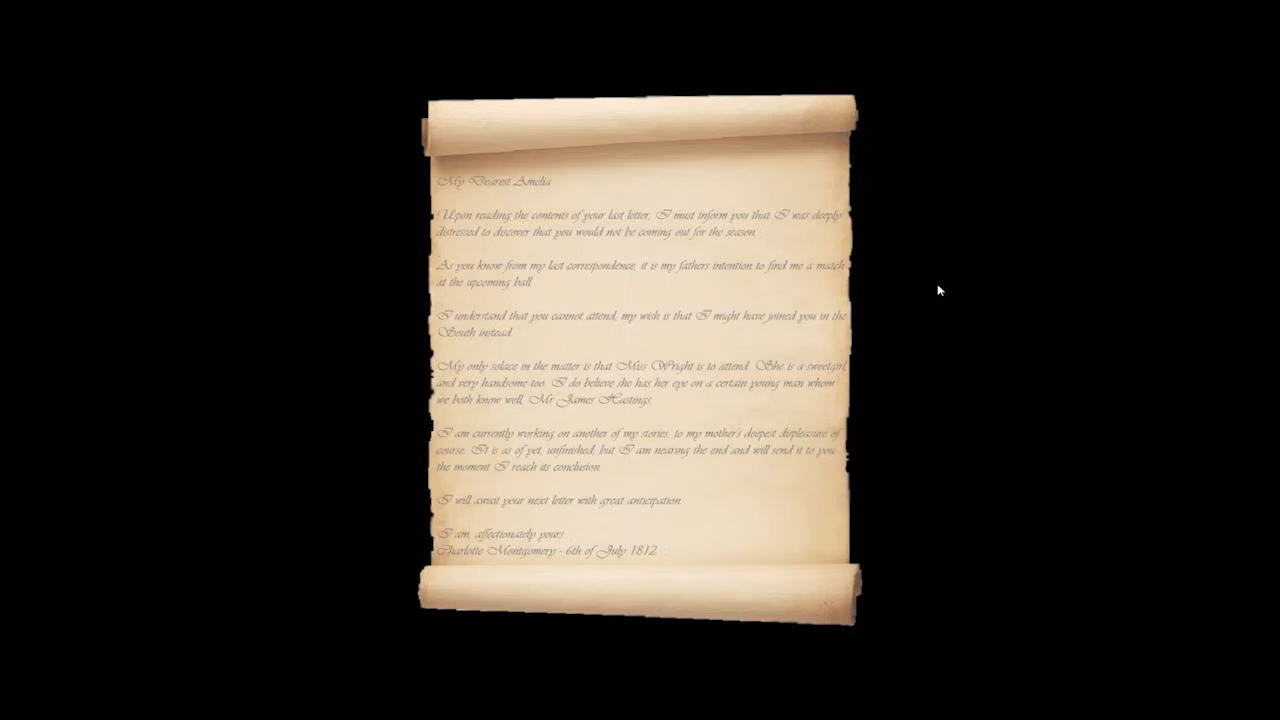 My Dearest Amelia
Upon reading the contents of your last letter, I must inform you that I was deeply
distressed to discover that you would not be coming out for the season.
As you know from my last correspondence, it is my fathers intention to find me a match
at the upcoming ball.
I understand that you cannot attend, my wish is that I might have joined you in the
South instead.
My only solace in the matter is that Miss Wright is to attend. She is a sweet girl
and very handsome too. I do believe she has her eye on a certain young man whom
we both know well, Mr James Hastings.
I am currently working on another of my stories, to my mother's deepest displeasure of
course. It is as of yet, unfinished, but I am nearing the end and will send it to you
the moment I reach its conclusion.
I will await your next letter with great anticipation.
I am, affectionately yours
Charlotte Montgomery - 6th of July 1812.